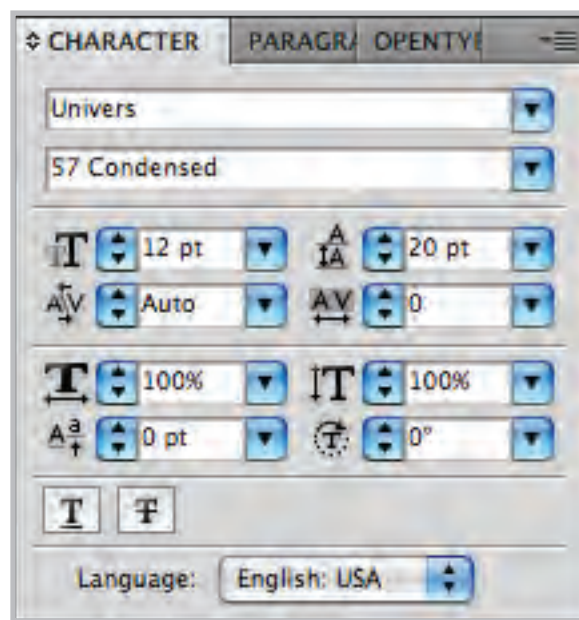 CHARACTER PARAGRA OPENTYE
Univers
57 Condensed
12 pt 20 pt
Auto 0
100% 100%
0 pt 0°
T T
Language: English: USA